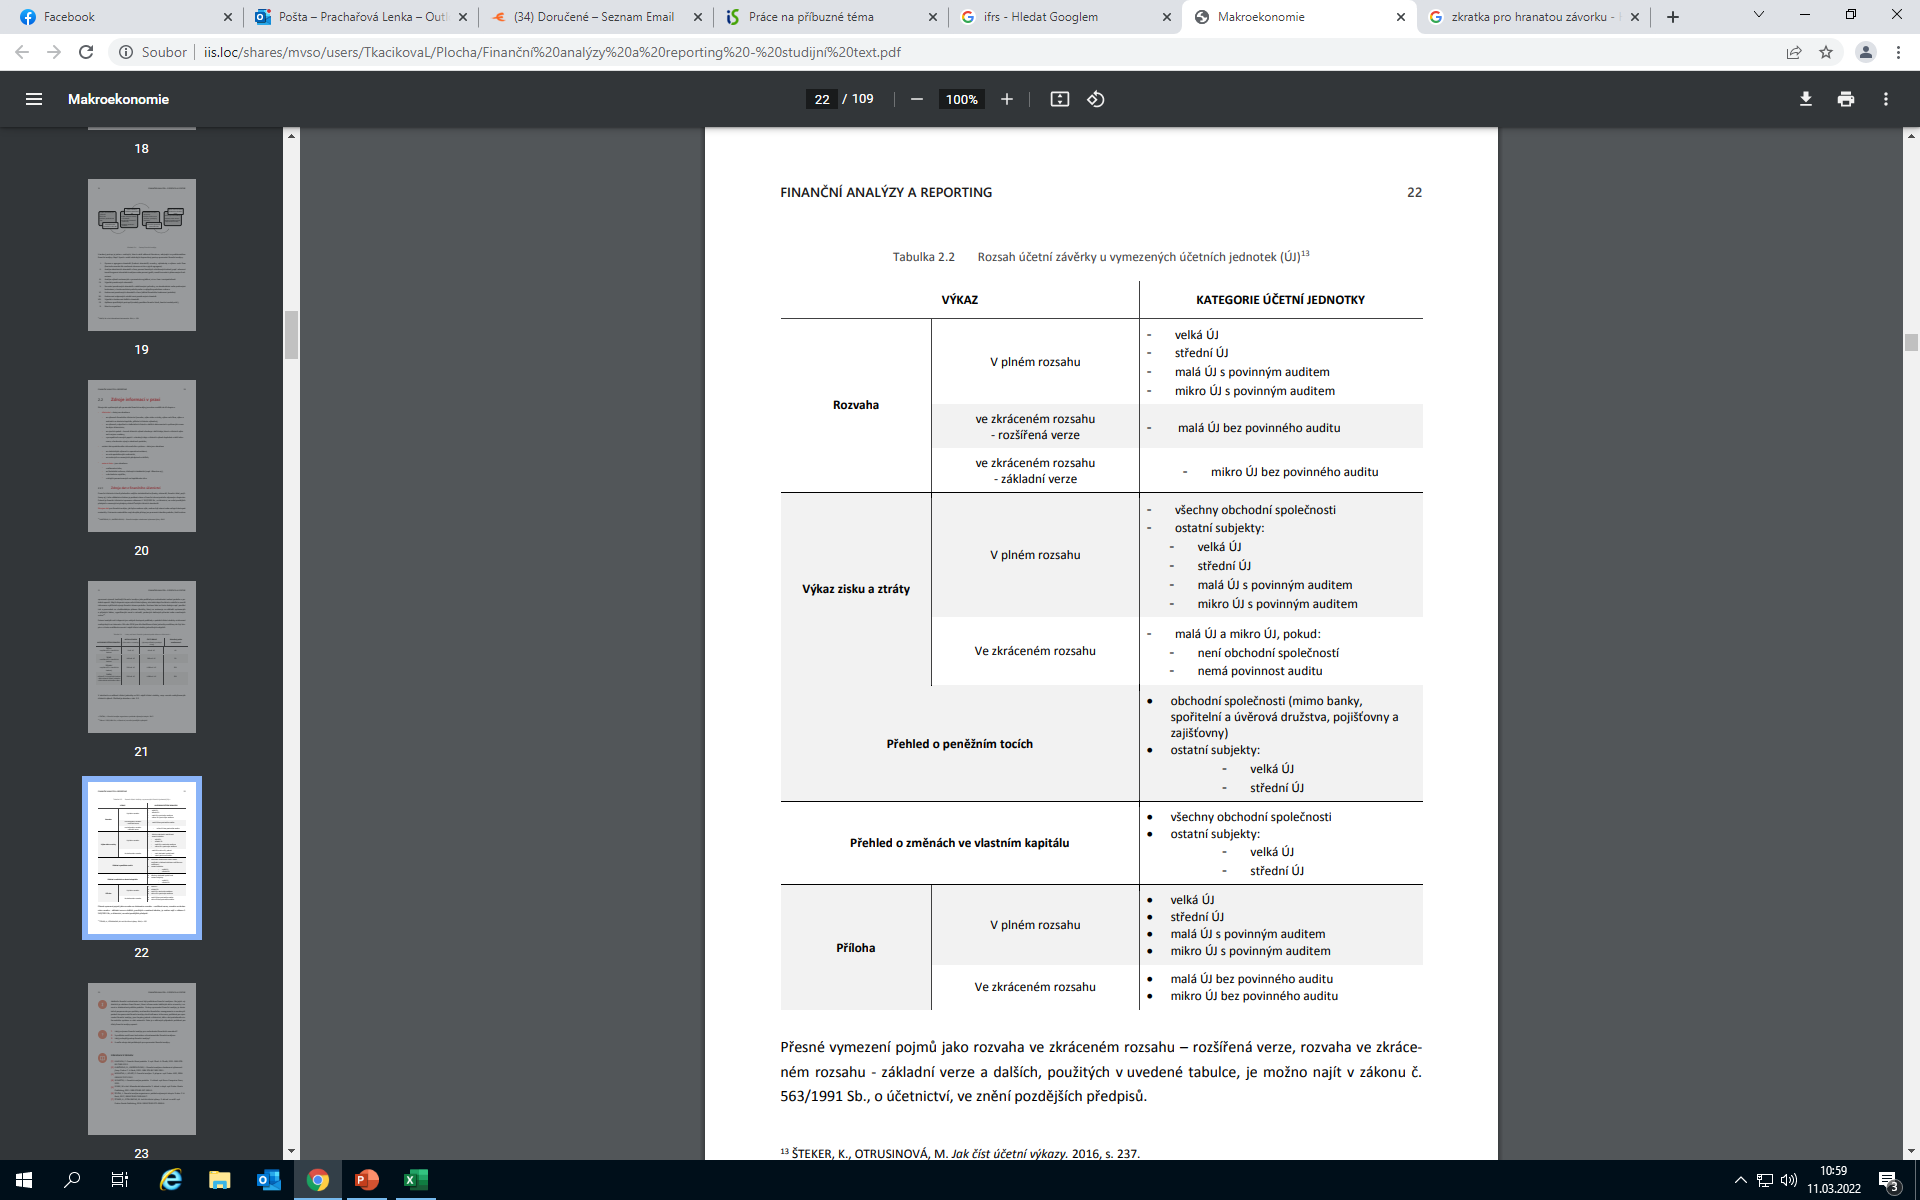 Facebook
Pošta – Prachařová Lenka – Outl
(34) Doručené – Seznam Email
Práce na příbuzné téma
ifrs - Hledat Googlem
Makroekonomie
zkratka pro hranatou závorku -
Soubor
iis.loc/shares/mvso/users/TkacikovaL/Plocha/Finanční%20analýzy%20a%20reporting%20-%20studijní%20text.pdf
Makroekonomie
22 / 109
100%
18
19
20
21
22
23
FINANČNÍ ANALÝZY A REPORTING 22
Tabulka 2.2 Rozsah účetní závěrky u vymezených účetních jednotek (ÚJ)13
VÝKAZ
KATEGORIE ÚČETNÍ JEDNOTKY
Rozvaha
V plném rozsahu
- velká ÚJ
- střední ÚJ
- malá ÚJ s povinným auditem
- mikro ÚJ s povinným auditem
ve zkráceném rozsahu
- rozšířená verze
- malá ÚJ bez povinného auditu
ve zkráceném rozsahu
- základní verze
- mikro ÚJ bez povinného auditu
Výkaz zisku a ztráty
V plném rozsahu
- všechny obchodní společnosti
- ostatní subjekty:
- velká ÚJ
- střední ÚJ
- malá ÚJ s povinným auditem
- mikro ÚJ s povinným auditem
Ve zkráceném rozsahu
- malá ÚJ a mikro ÚJ, pokud:
- není obchodní společností
- nemá povinnost auditu
Přehled o peněžním tocích
• obchodní společnosti (mimo banky,
spořitelní a úvěrová družstva, pojišťovny a
zajišťovny)
• ostatní subjekty:
- velká ÚJ
- střední ÚJ
Přehled o změnách ve vlastním kapitálu
• všechny obchodní společnosti
• ostatní subjekty:
- velká ÚJ
- střední ÚJ
Příloha
V plném rozsahu
• velká ÚJ
• střední ÚJ
• malá ÚJ s povinným auditem
• mikro ÚJ s povinným auditem
Ve zkráceném rozsahu
• malá ÚJ bez povinného auditu
• mikro ÚJ bez povinného auditu
Přesné vymezení pojmů jako rozvaha ve zkráceném rozsahu – rozšířená verze, rozvaha ve zkráce-
ném rozsahu - základní verze a dalších, použitých v uvedené tabulce, je možno najít v zákonu č.
563/1991 Sb., o účetnictví, ve znění pozdějších předpisů.
13 ŠTEKER, K., OTRUSINOVÁ, M. Jak číst účetní výkazy. 2016, s. 237.
10:59
11.03.2022
3